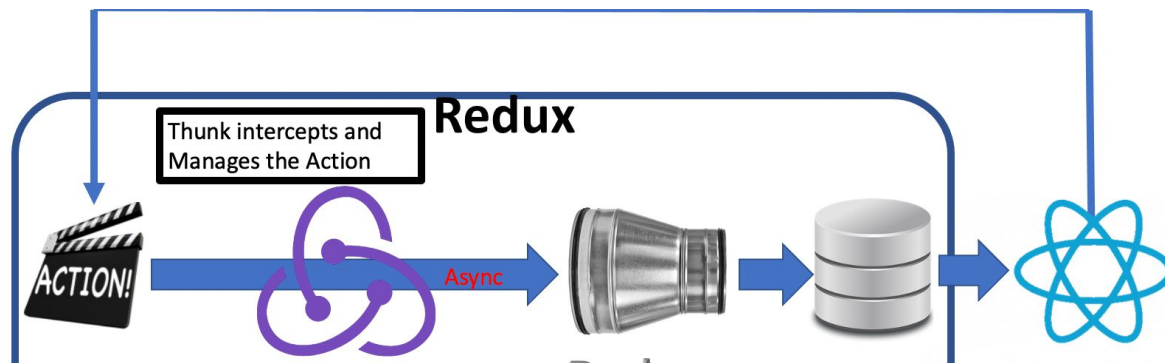 Redux
Thunk intercepts and
Manages the Action
ACTION!
Async